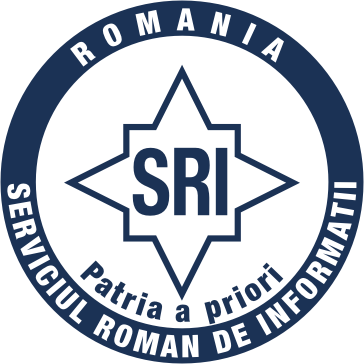 ROMANIA
SRI
Patria a priori
SERVICIUL ROMAN DE INFORMATII